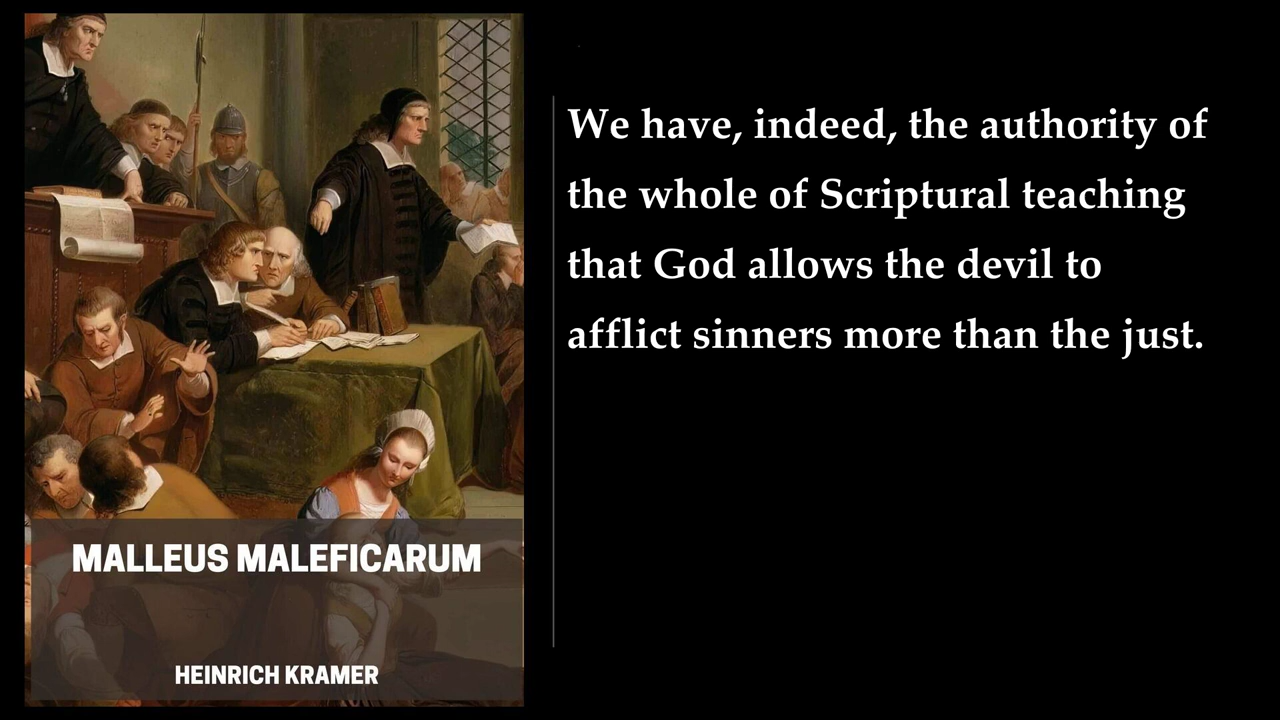 MALLEUS MALEFICARUM
HEINRICH KRAMER
We have, indeed, the authority of
the whole of Scriptural teaching
that God allows the devil to
afflict sinners more than the just.